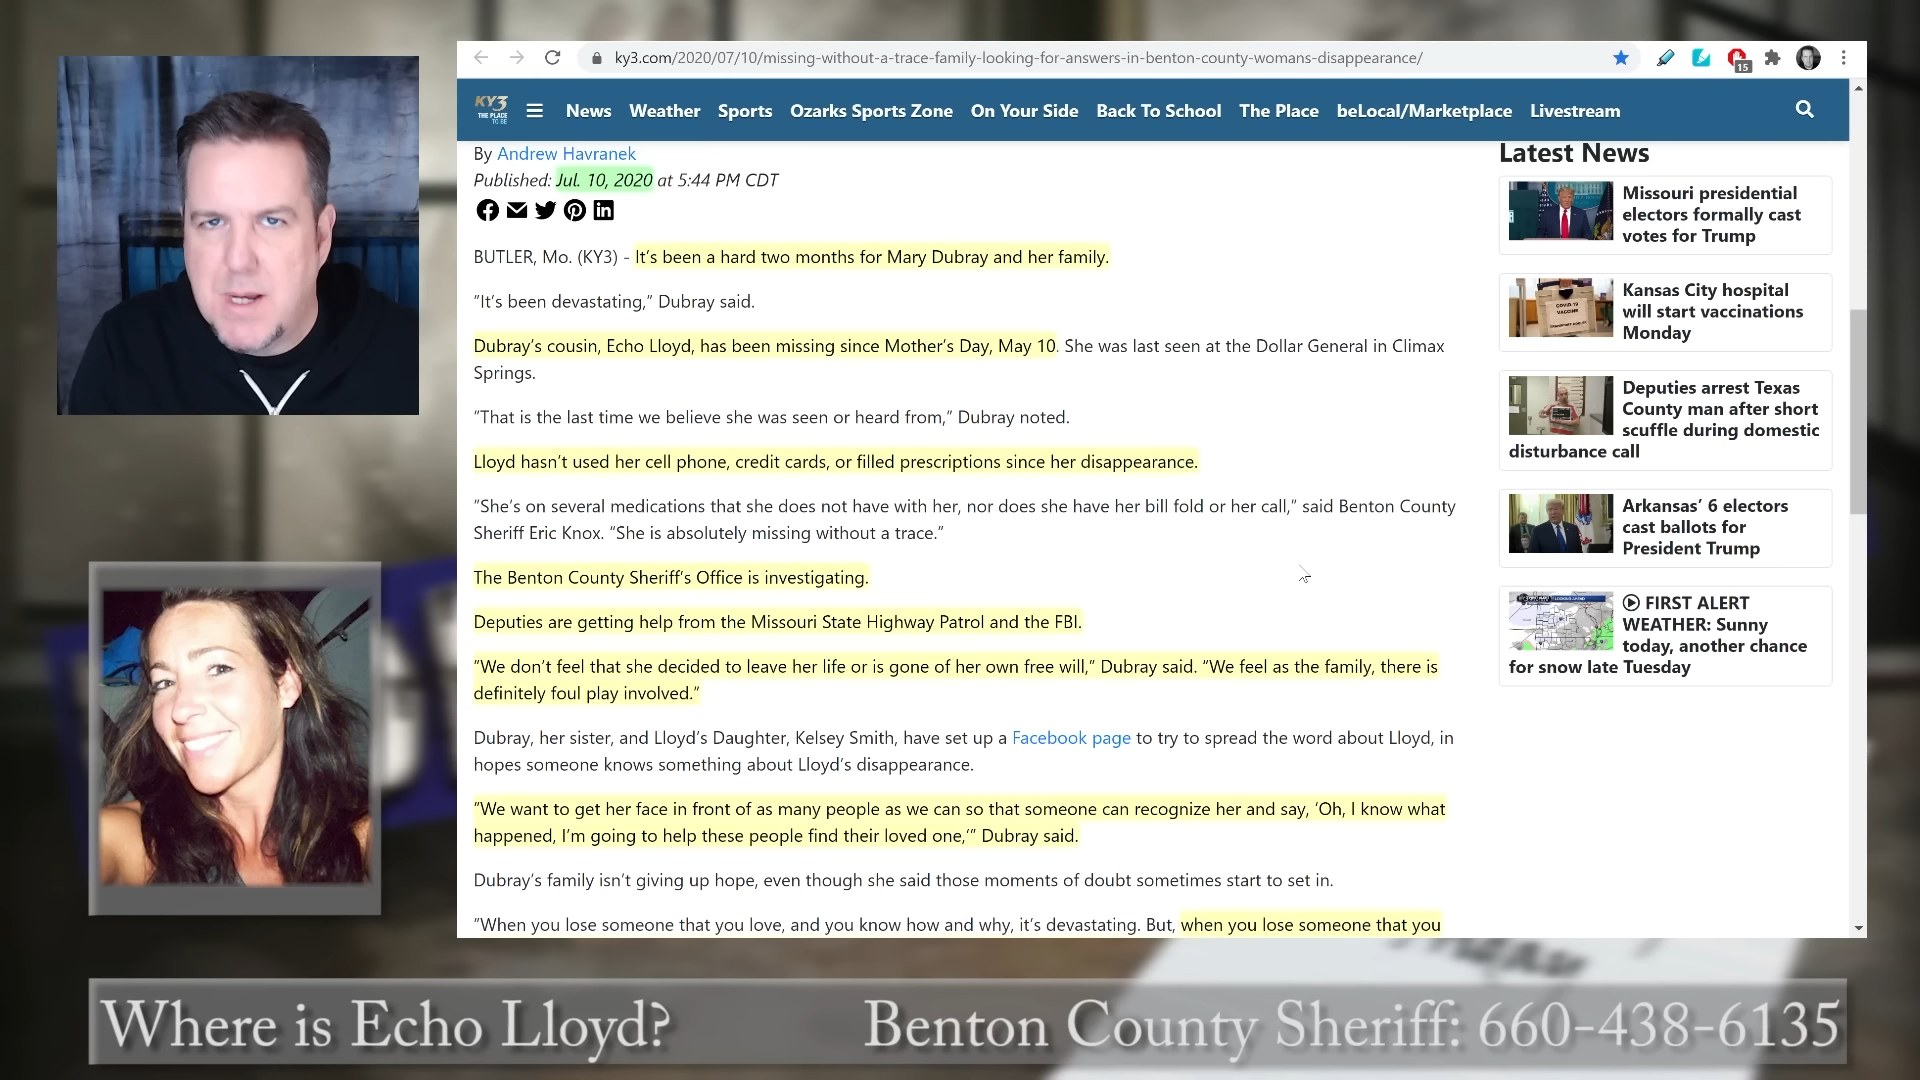 ky3.com/2020/07/10/missing-without-a-trace-family-looking-for-answers-in-benton-county-womans-disappearance/
15
KY3
THE PLACE
TO BE
News Weather Sports Ozarks Sports Zone On Your Side Back To School The Place beLocal/Marketplace Livestream
By Andrew Havranek
Published: Jul. 10, 2020 at 5:44 PM CDT
BUTLER, Mo. (KY3) - It’s been a hard two months for Mary Dubray and her family.
“It’s been devastating,” Dubray said.
Dubray’s cousin, Echo Lloyd, has been missing since Mother’s Day, May 10. She was last seen at the Dollar General in Climax
Springs.
“That is the last time we believe she was seen or heard from,” Dubray noted.
Lloyd hasn’t used her cell phone, credit cards, or filled prescriptions since her disappearance.
“She’s on several medications that she does not have with her, nor does she have her bill fold or her call,” said Benton County
Sheriff Eric Knox. “She is absolutely missing without a trace.”
The Benton County Sheriff’s Office is investigating.
Deputies are getting help from the Missouri State Highway Patrol and the FBI.
“We don’t feel that she decided to leave her life or is gone of her own free will,” Dubray said. “We feel as the family, there is
definitely foul play involved.”
Dubray, her sister, and Lloyd’s Daughter, Kelsey Smith, have set up a Facebook page to try to spread the word about Lloyd, in
hopes someone knows something about Lloyd’s disappearance.
“We want to get her face in front of as many people as we can so that someone can recognize her and say, ‘Oh, I know what
happened, I’m going to help these people find their loved one,’” Dubray said.
Dubray’s family isn’t giving up hope, even though she said those moments of doubt sometimes start to set in.
“When you lose someone that you love, and you know how and why, it’s devastating. But, when you lose someone that you
Latest News
Missouri presidential
electors formally cast
votes for Trump
COVID-19
VACCINE
Kansas City hospital
will start vaccinations
Monday
Deputies arrest Texas
County man after short
scuffle during domestic
disturbance call
Arkansas’ 6 electors
cast ballots for
President Trump
FIRST ALERT
WEATHER: Sunny
today, another chance
for snow late Tuesday
Where is Echo Lloyd? Benton County Sheriff: 660-438-6135